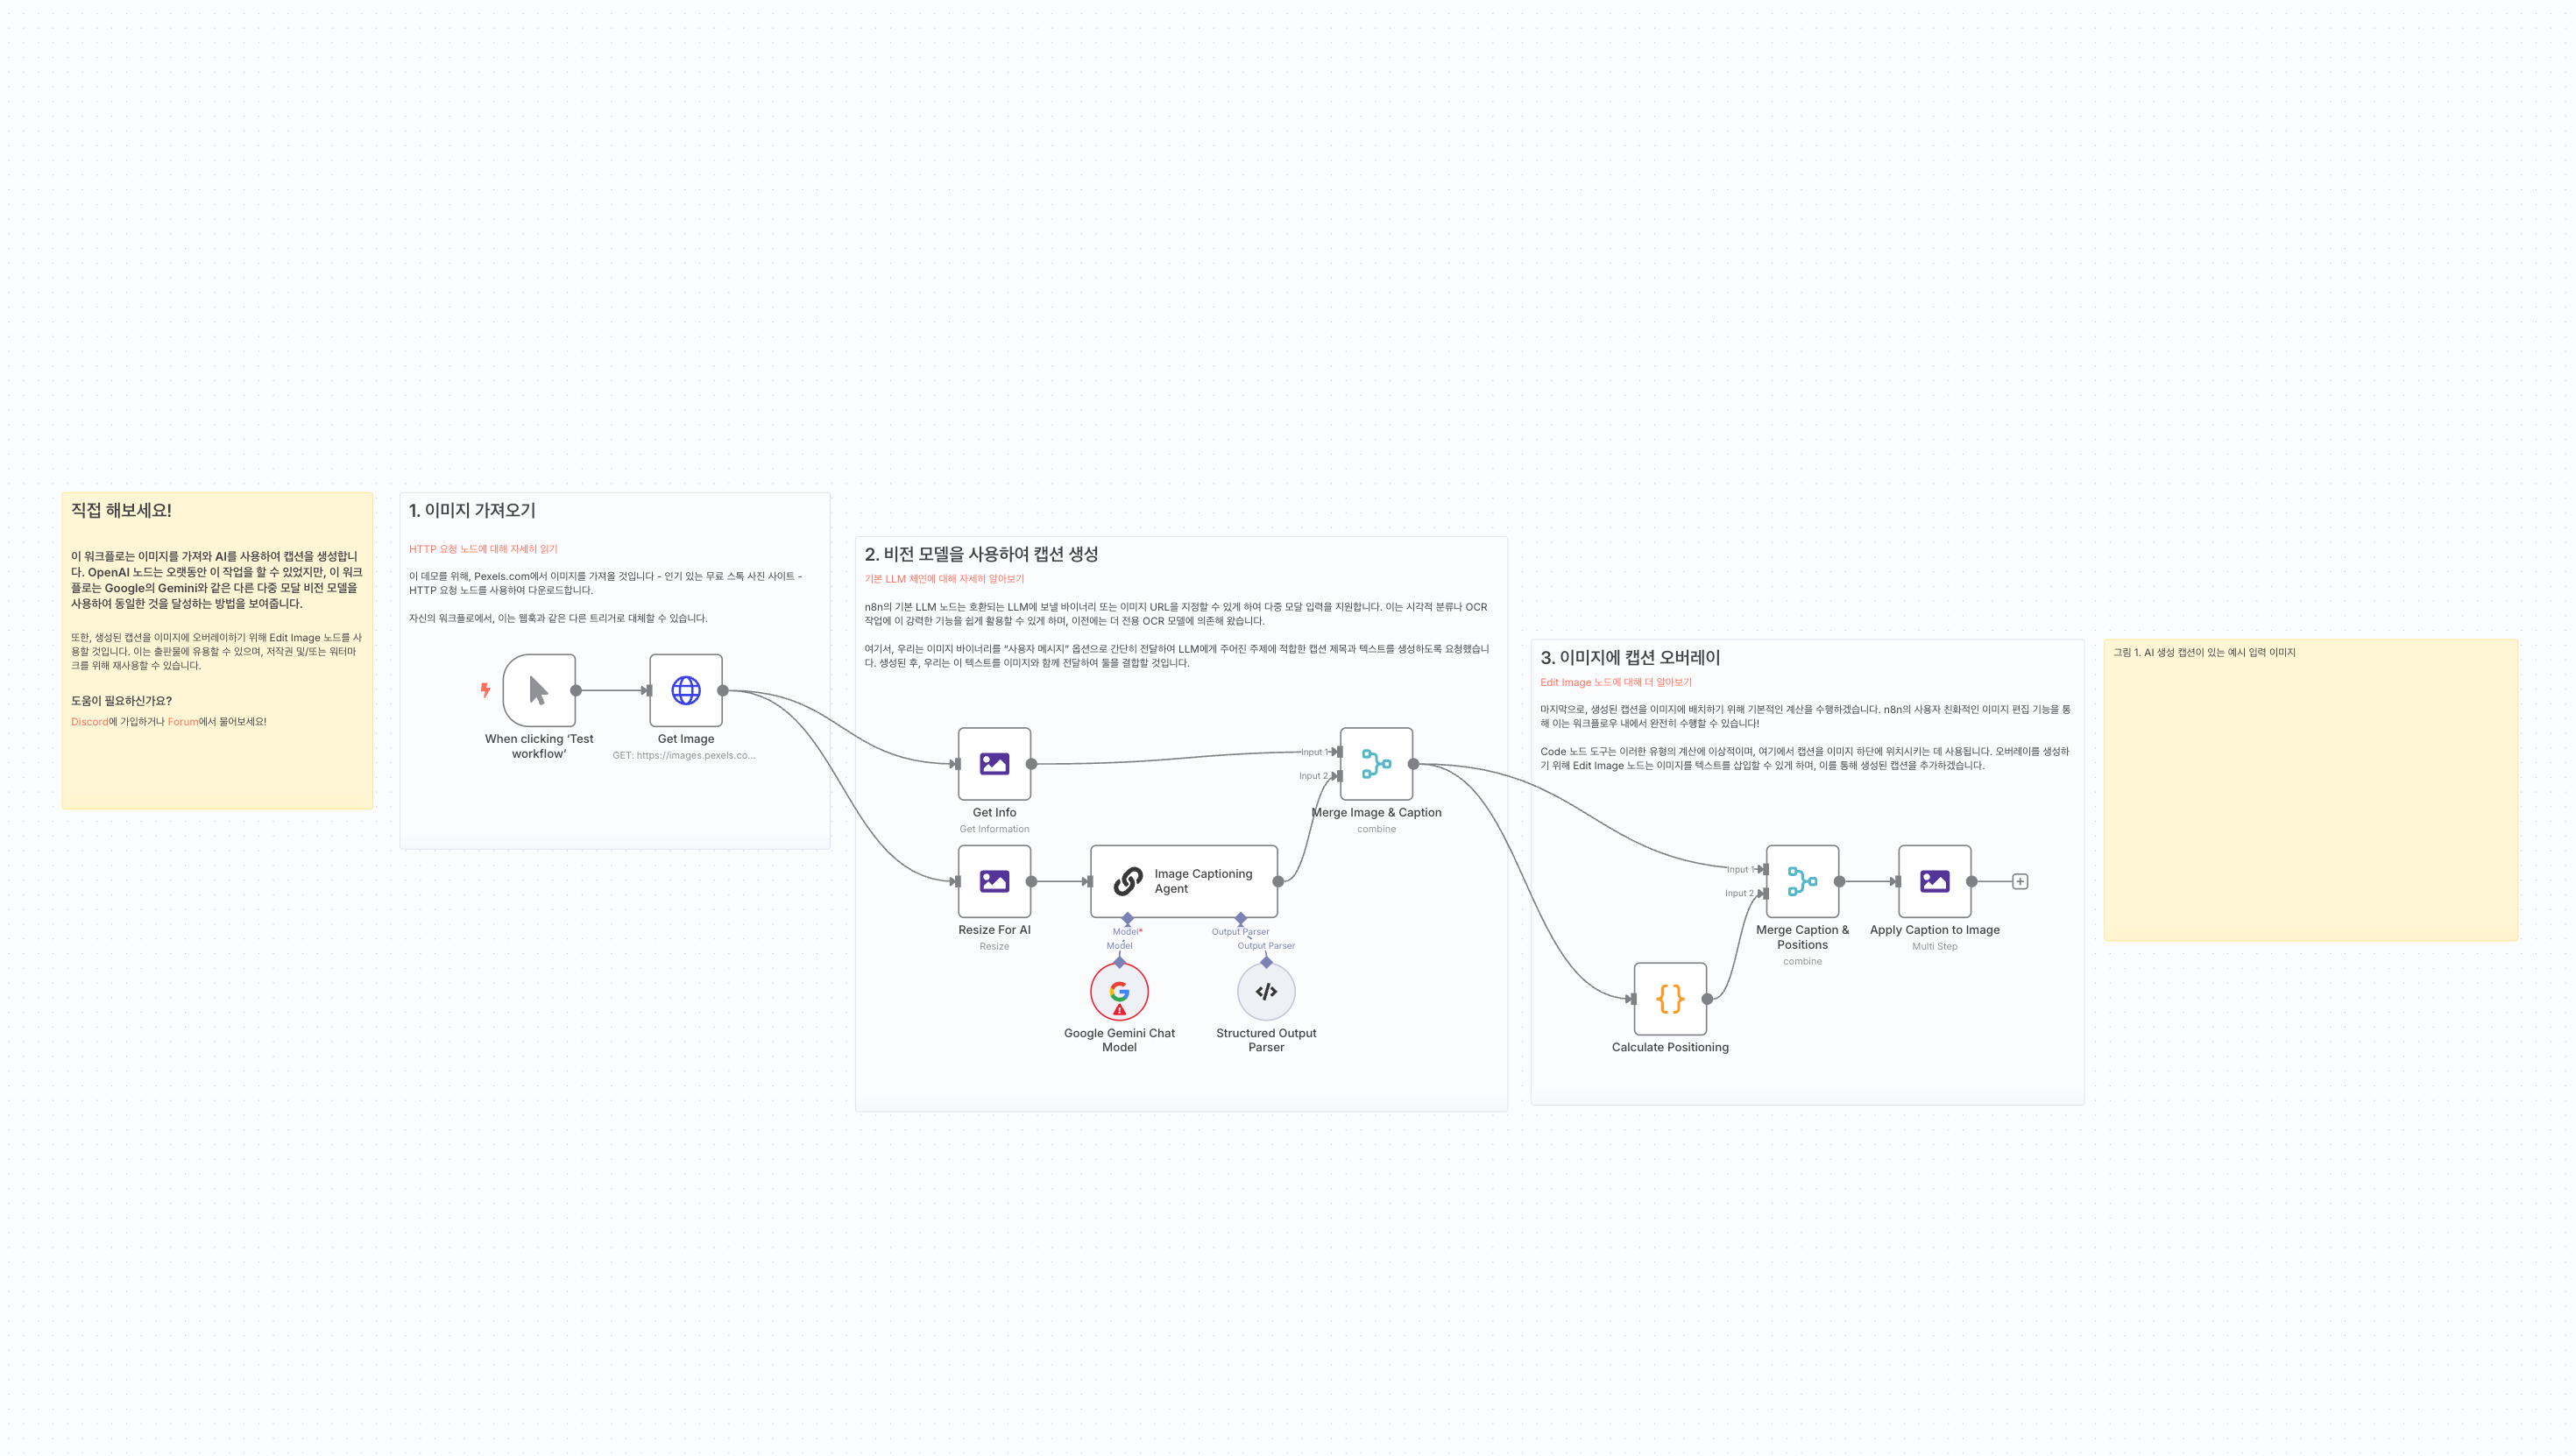 직접 해보세요!
이 워크플로는 이미지를 가져와 AI를 사용하여 캡션을 생성합니
다. OpenAI 노드는 오랫동안 이 작업을 할 수 있었지만, 이 워크
플로는 Google의 Gemini와 같은 다른 다중 모달 비전 모델을
사용하여 동일한 것을 달성하는 방법을 보여줍니다.
또한, 생성된 캡션을 이미지에 오버레이하기 위해 Edit Image 노드를 사
용할 것입니다. 이는 출판물에 유용할 수 있으며, 저작권 및/또는 워터마
크를 위해 재사용할 수 있습니다.
도움이 필요하신가요?
Discord에 가입하거나 Forum에서 물어보세요!
1. 이미지 가져오기
HTTP 요청 노드에 대해 자세히 읽기
이 데모를 위해, Pexels.com에서 이미지를 가져올 것입니다 - 인기 있는 무료 스톡 사진 사이트 -
HTTP 요청 노드를 사용하여 다운로드합니다.
자신의 워크플로에서, 이는 웹훅과 같은 다른 트리거로 대체할 수 있습니다.
When clicking ‘Test
workflow’
Get Image
GET: https://images.pexels.co...
2. 비전 모델을 사용하여 캡션 생성
기본 LLM 체인에 대해 자세히 알아보기
n8n의 기본 LLM 노드는 호환되는 LLM에 보낼 바이너리 또는 이미지 URL을 지정할 수 있게 하여 다중 모달 입력을 지원합니다. 이는 시각적 분류나 OCR
작업에 이 강력한 기능을 쉽게 활용할 수 있게 하며, 이전에는 더 전용 OCR 모델에 의존해 왔습니다.
여기서, 우리는 이미지 바이너리를 “사용자 메시지” 옵션으로 간단히 전달하여 LLM에게 주어진 주제에 적합한 캡션 제목과 텍스트를 생성하도록 요청했습니
다. 생성된 후, 우리는 이 텍스트를 이미지와 함께 전달하여 둘을 결합할 것입니다.
Get Info
Get Information
Input 1
Input 2
Merge Image & Caption
combine
Resize For AI
Resize
Image Captioning
Agent
Model*
Output Parser
Model
Output Parser
Google Gemini Chat
Model
Structured Output
Parser
3. 이미지에 캡션 오버레이
Edit Image 노드에 대해 더 알아보기
마지막으로, 생성된 캡션을 이미지에 배치하기 위해 기본적인 계산을 수행하겠습니다. n8n의 사용자 친화적인 이미지 편집 기능을 통
해 이는 워크플로우 내에서 완전히 수행할 수 있습니다!
Code 노드 도구는 이러한 유형의 계산에 이상적이며, 여기에서 캡션을 이미지 하단에 위치시키는 데 사용됩니다. 오버레이를 생성하
기 위해 Edit Image 노드는 이미지를 텍스트를 삽입할 수 있게 하며, 이를 통해 생성된 캡션을 추가하겠습니다.
Input 1
Input 2
Merge Caption &
Positions
combine
Apply Caption to Image
Multi Step
Calculate Positioning
그림 1. AI 생성 캡션이 있는 예시 입력 이미지